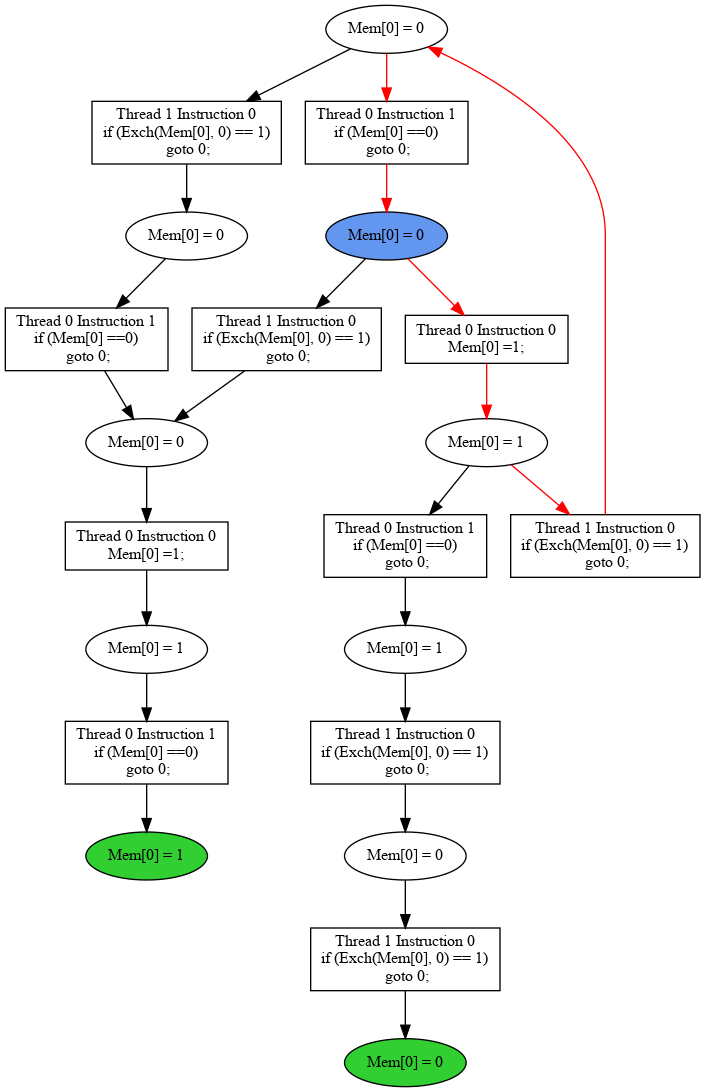 Mem[0] = 0
Thread 1 Instruction 0
if (Exch(Mem[0], 0) == 1)
goto 0;
Thread 0 Instruction 1
if (Mem[0] ==0)
goto 0;
Mem[0] = 0
Mem[0] = 0
Thread 0 Instruction 1
if (Mem[0] ==0)
goto 0;
Thread 1 Instruction 0
if (Exch(Mem[0], 0) == 1)
goto 0;
Thread 0 Instruction 0
Mem[0] =1;
Mem[0] = 0
Mem[0] = 1
Thread 0 Instruction 0
Mem[0] =1;
Thread 0 Instruction 1
if (Mem[0] ==0)
goto 0;
Thread 1 Instruction 0
if (Exch(Mem[0], 0) == 1)
goto 0;
Mem[0] = 1
Mem[0] = 1
Thread 0 Instruction 1
if (Mem[0] ==0)
goto 0;
Thread 1 Instruction 0
if (Exch(Mem[0], 0) == 1)
goto 0;
Mem[0] = 1
Mem[0] = 0
Thread 1 Instruction 0
if (Exch(Mem[0], 0) == 1)
goto 0;
Mem[0] = 0